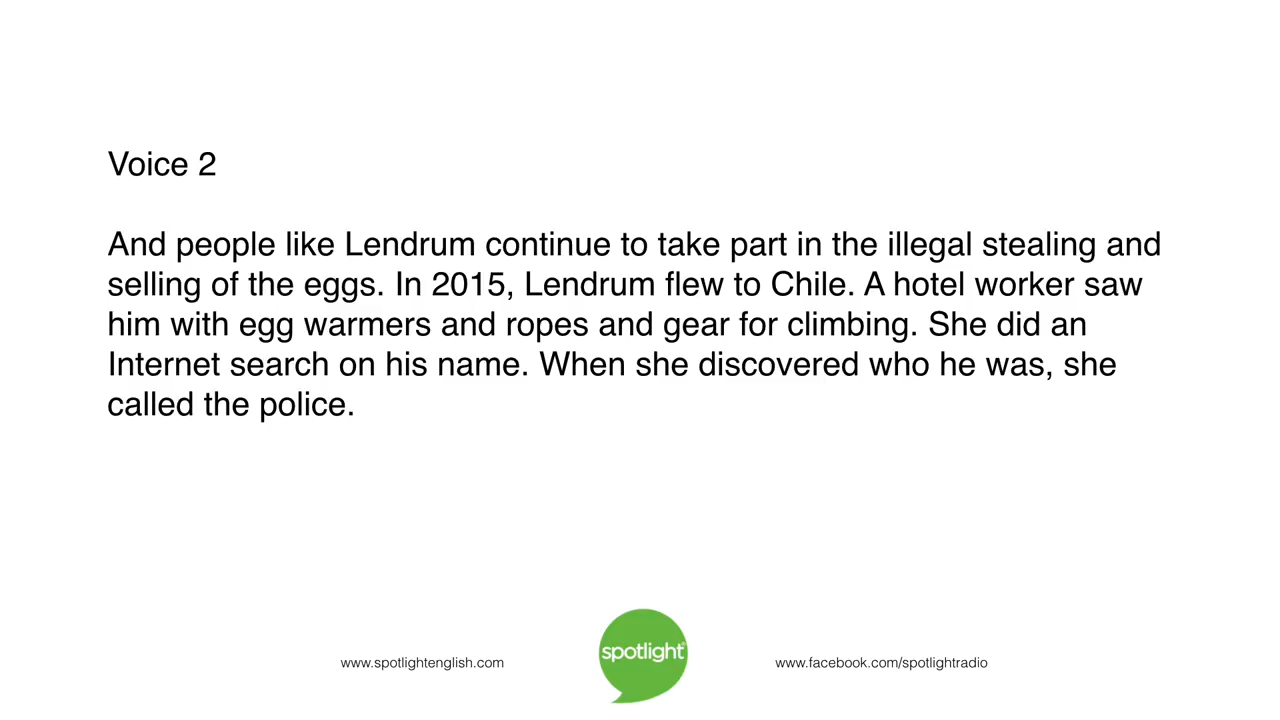 Voice 2
And people like Lendrum continue to take part in the illegal stealing and
selling of the eggs. In 2015, Lendrum flew to Chile. A hotel worker saw
him with egg warmers and ropes and gear for climbing. She did an
Internet search on his name. When she discovered who he was, she
called the police.
www.spotlightenglish.com
spotlight®
www.facebook.com/spotlightradio